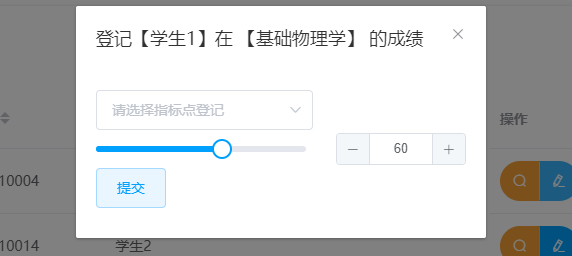 登记【学生1】在 【基础物理学】 的成绩
请选择指标点登记
操作
60
10004
提交
10014
学生2